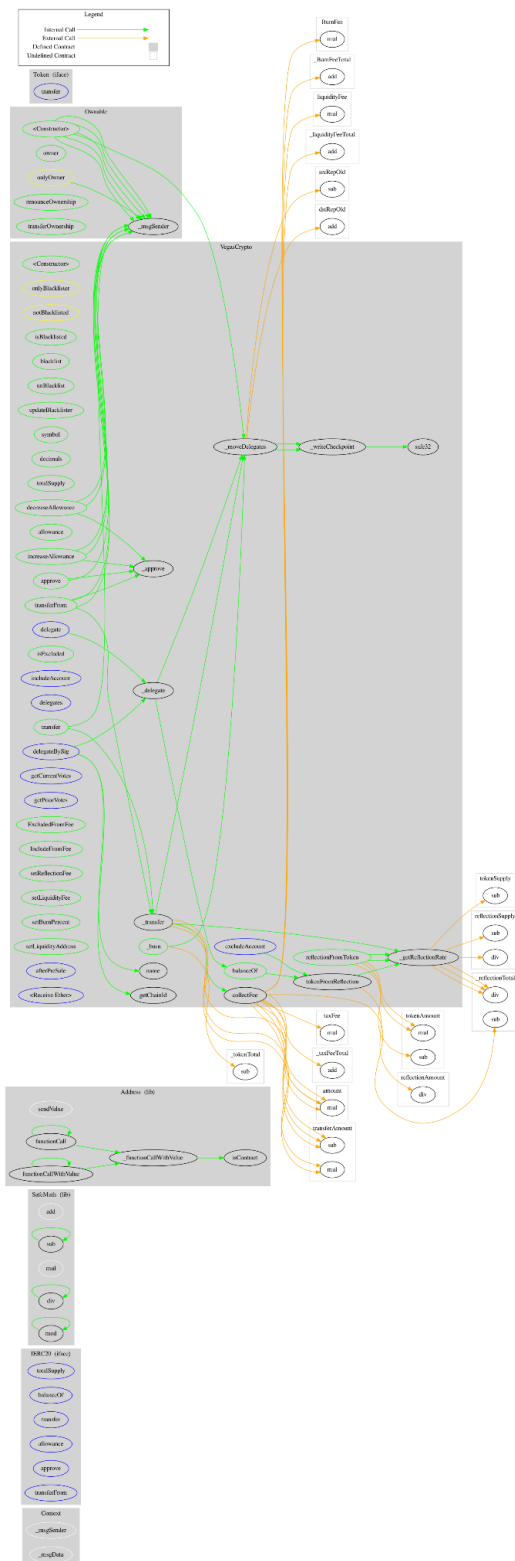 Legend
Internal Call
External Call
Defined Contract
Undefined Contract
Token (iface)
transfer
Ownable
<Constructor>
owner
onlyOwner
renounceOwnership
transferOwnership
_msgSender
VegasCrypto
<Constructor>
onlyBlacklister
notBlacklisted
isBlacklisted
blacklist
unBlacklist
updateBlacklister
symbol
decimals
totalSupply
decreaseAllowance
allowance
increaseAllowance
approve
transferFrom
delegate
isExcluded
includeAccount
delegates
transfer
delegateBySig
getCurrentVotes
getPriorVotes
ExcludedFromFee
IncludeFromFee
setReflectionFee
setLiquidityFee
setBurnPercent
setLiquidityAddress
afterPreSale
<Receive Ether>
_approve
_delegate
_transfer
_burn
name
getChainId
_moveDelegates
_writeCheckpoint
safe32
excludeAccount
balanceOf
collectFee
reflectionFromToken
tokenFromReflection
_getReflectionRate
mul
_BurnFeeTotal
add
liquidityFee
mul
_liquidityFeeTotal
add
srcRepOld
sub
dstRepOld
add
tokenSupply
sub
reflectionSupply
sub
div
_reflectionTotal
div
sub
_tokenTotal
sub
taxFee
mul
_taxFeeTotal
add
amount
mul
transferAmount
sub
mul
tokenAmount
mul
sub
reflectionAmount
div
Address (lib)
sendValue
functionCall
functionCallWithValue
_functionCallWithValue
isContract
SafeMath (lib)
add
sub
mul
div
mod
IERC20 (iface)
totalSupply
balanceOf
transfer
allowance
approve
transferFrom
Context
_msgSender
_msgData